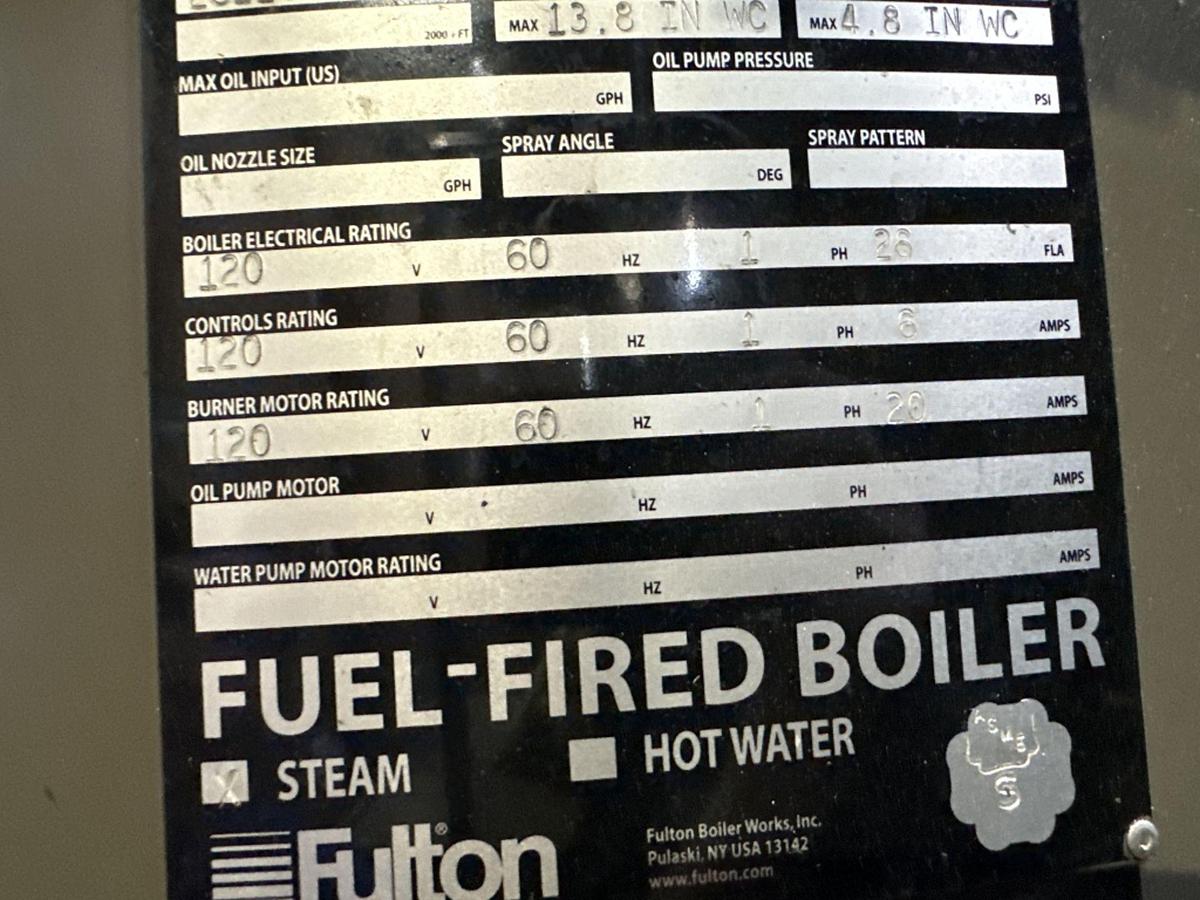 2000 + FT MAX 13.8 IN WC MAX 4.8 IN WC
MAX OIL INPUT (US) OIL PUMP PRESSURE
GPH PSI
OIL NOZZLE SIZE SPRAY ANGLE SPRAY PATTERN
GPH DEG
BOILER ELECTRICAL RATING
120 V 60 HZ 1 PH 26 FLA
CONTROLS RATING
120 V 60 HZ 1 PH 6 AMPS
BURNER MOTOR RATING
120 V 60 HZ 1 PH 20 AMPS
OIL PUMP MOTOR
V HZ PH AMPS
WATER PUMP MOTOR RATING
V HZ PH AMPS
FUEL-FIRED BOILER
X STEAM HOT WATER
ASME
S
Fulton®
Fulton Boiler Works, Inc.
Pulaski, NY USA 13142
www.fulton.com